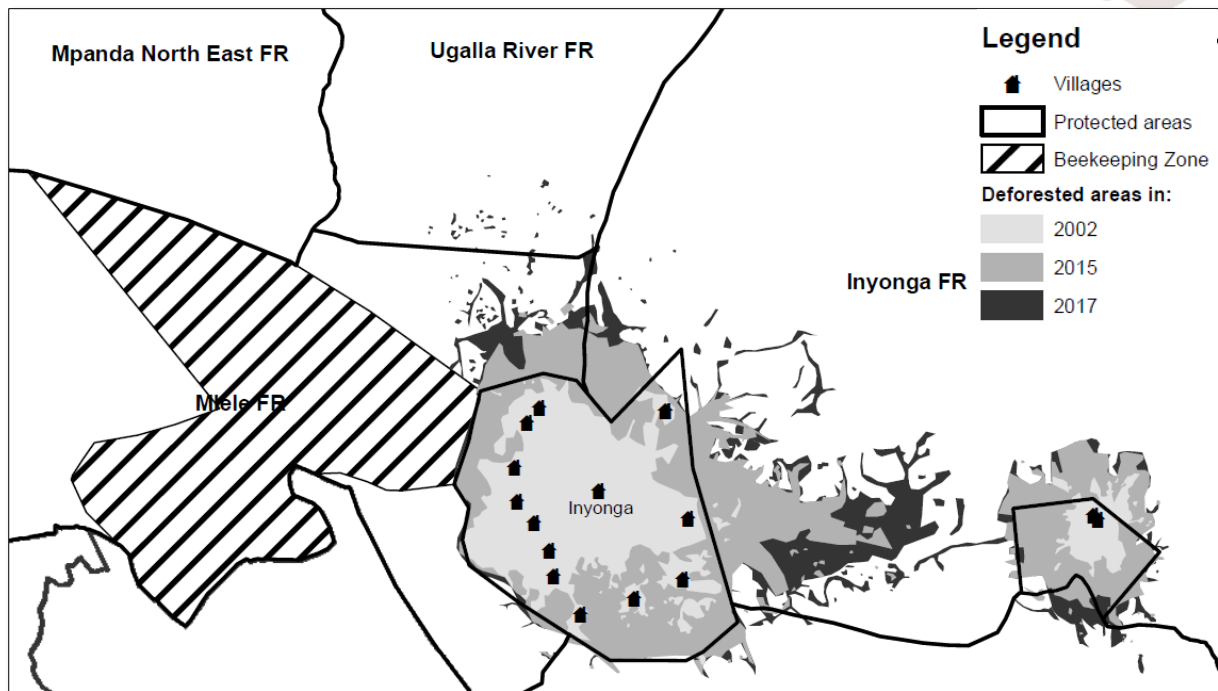 Mpanda North East FR
Ugalla River FR
Legend
Villages
Protected areas
Beekeeping Zone
Deforested areas in:
2002
2015
2017
Inyonga FR
Mlele FR
Inyonga